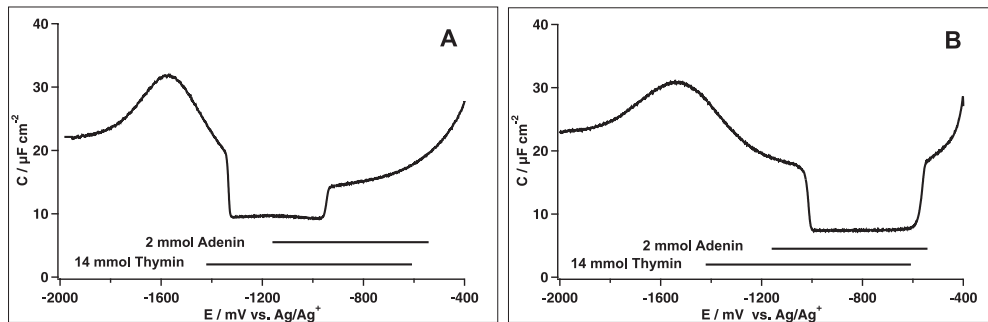 A
C / µF cm⁻²
40
30
20
10
0
2 mmol Adenin
14 mmol Thymin
-2000
-1600
-1200
-800
-400
E / mV vs. Ag/Ag⁺
B
C / µF cm⁻²
40
30
20
10
0
2 mmol Adenin
14 mmol Thymin
-2000
-1600
-1200
-800
-400
E / mV vs. Ag/Ag⁺